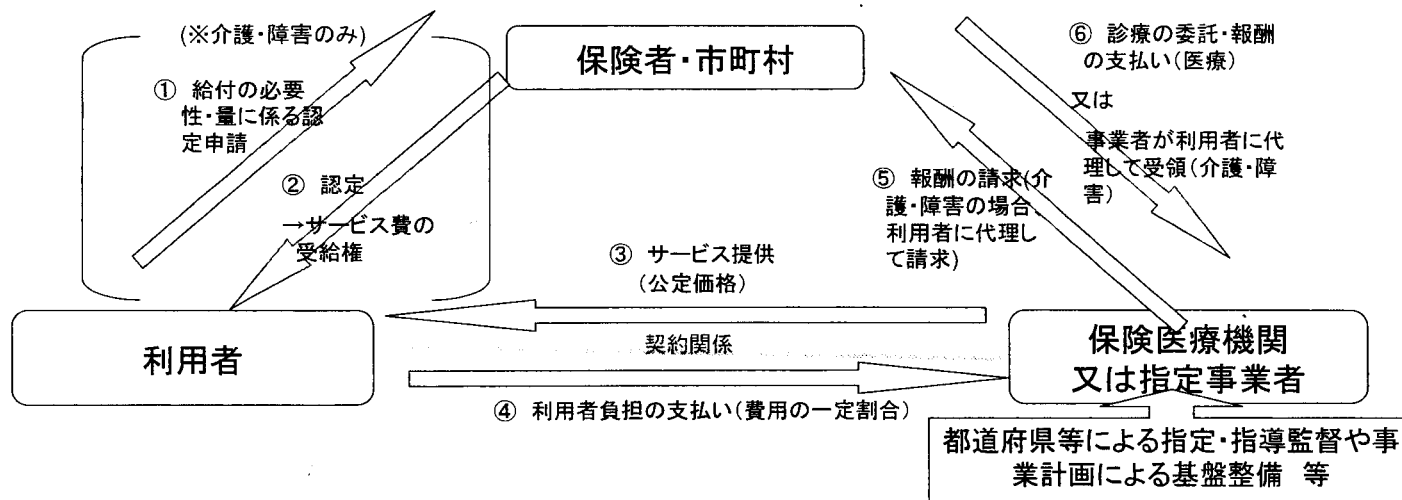 (※介護・障害のみ)
① 給付の必要
性・量に係る認
定申請
② 認定
→サービス費の
受給権
保険者・市町村
⑥ 診療の委託・報酬
の支払い(医療)
又は
事業者が利用者に代
理して受領(介護・障
害)
⑤ 報酬の請求(介
護・障害の場合、
利用者に代理し
て請求)
③ サービス提供
(公定価格)
契約関係
④ 利用者負担の支払い(費用の一定割合)
利用者
保険医療機関
又は指定事業者
都道府県等による指定・指導監督や事
業計画による基盤整備 等